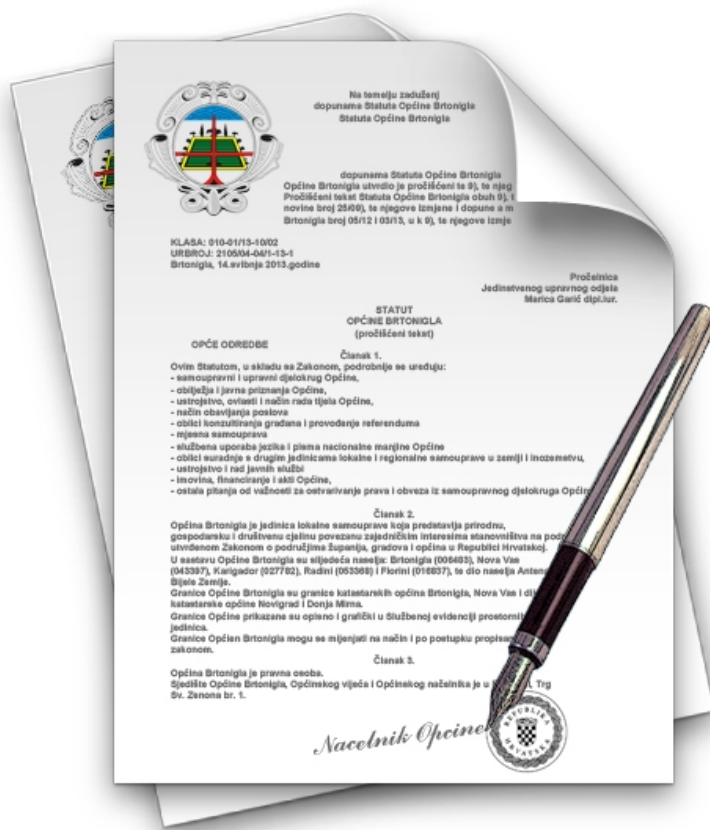 Na temelju zaduženj
dopunama Statuta Općine Brtonigla
Statuta Općine Brtonigla
dopunama Statuta Općine Brtonigla
Općine Brtonigla utvrdio je pročišćeni te 9), te njeg
Pročišćeni tekst Statuta Općine Brtonigla obuh 9), t
novine broj 25/09), te njegove izmjene i dopune a m
Brtonigla broj 05/12 i 03/13, u k 9), te njegove izmje
KLASA: 010-01/13-10/02
URBROJ: 2105/04-04/1-13-1
Brtonigla, 14.svibnja 2013.godine
Pročelnica
Jedinstvenog upravnog odjela
Marica Garić dipl.iur.
STATUT
OPĆINE BRTONIGLA
(pročišćeni tekst)
OPĆE ODREDBE
Članak 1.
Ovim Statutom, u skladu sa Zakonom, podrobnije se uređuju:
- samoupravni i upravni djelokrug Općine,
- obilježja i javna priznanja Općine,
- ustrojstvo, ovlasti i način rada tijela Općine,
- način obavljanja poslova
- oblici konzultiranja građana i provođenje referenduma
- mjesna samouprava
- službena uporaba jezika i pisma nacionalne manjine Općine
- oblici suradnje s drugim jedinicama lokalne i regionalne samouprave u zemlji i inozemstvu,
- ustrojstvo i rad javnih službi
- imovina, financiranje i akti Općine,
- ostala pitanja od važnosti za ostvarivanje prava i obveza iz samoupravnog djelokruga Općin
Članak 2.
Općina Brtonigla je jedinica lokalne samouprave koja predstavlja prirodnu,
gospodarsku i društvenu cjelinu povezanu zajedničkim interesima stanovništva na podr
utvrđenom Zakonom o područjima županija, gradova i općina u Republici Hrvatskoj.
U sastavu Općine Brtonigla su slijedeća naselja: Brtonigla (006483), Nova Vas
(043397), Karigador (027782), Radini (053368) i Fiorini (016837), te dio naselja Anteno
Bijele Zemlje.
Granice Općine Brtonigla su granice katastarskih općina Brtonigla, Nova Vas i di
katastarske općine Novigrad i Donja Mirna.
Granice Općine prikazane su opisno i grafički u Službenoj evidenciji prostornih
jedinica.
Granice Općien Brtonigla mogu se mijenjati na način i po postupku propisan
zakonom.
Članak 3.
Općina Brtonigla je pravna osoba.
Sjedište Općine Brtonigla, Općinskog vijeća i Općinskog načelnika je u Trg
Sv. Zenona br. 1.
Nacelnik Opcine
REPUBLIKA
HRVATSKA